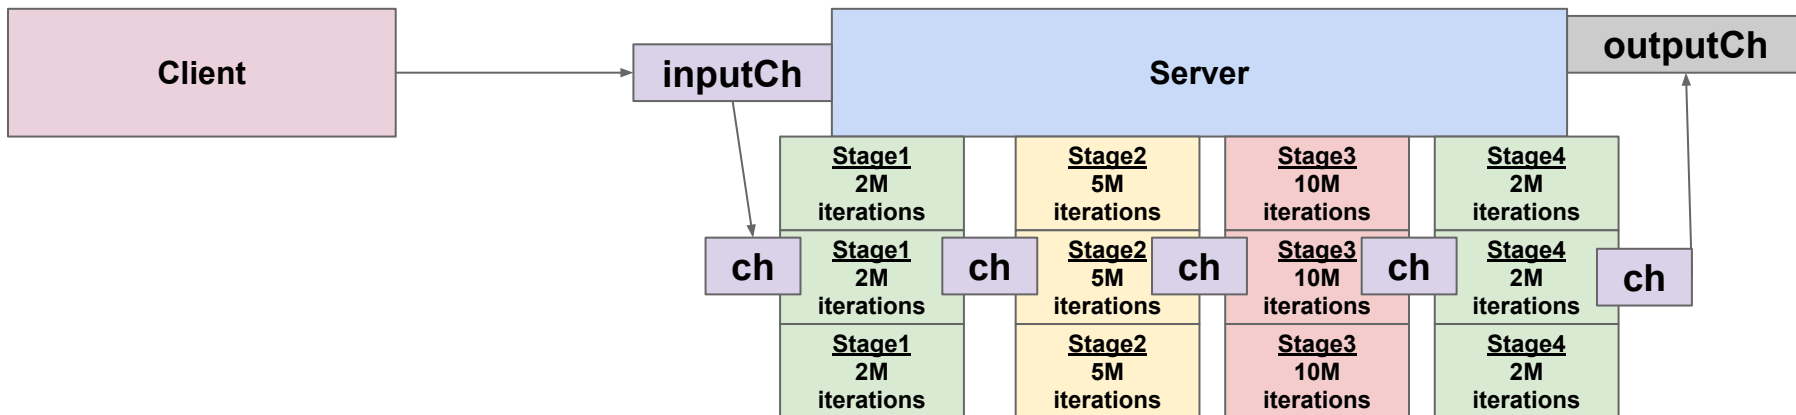 Client
inputCh
Server
outputCh
Stage1
2M
iterations
Stage2
5M
iterations
Stage3
10M
iterations
Stage4
2M
iterations
ch
Stage1
2M
iterations
ch
Stage2
5M
iterations
ch
Stage3
10M
iterations
ch
Stage4
2M
iterations
ch
Stage1
2M
iterations
Stage2
5M
iterations
Stage3
10M
iterations
Stage4
2M
iterations